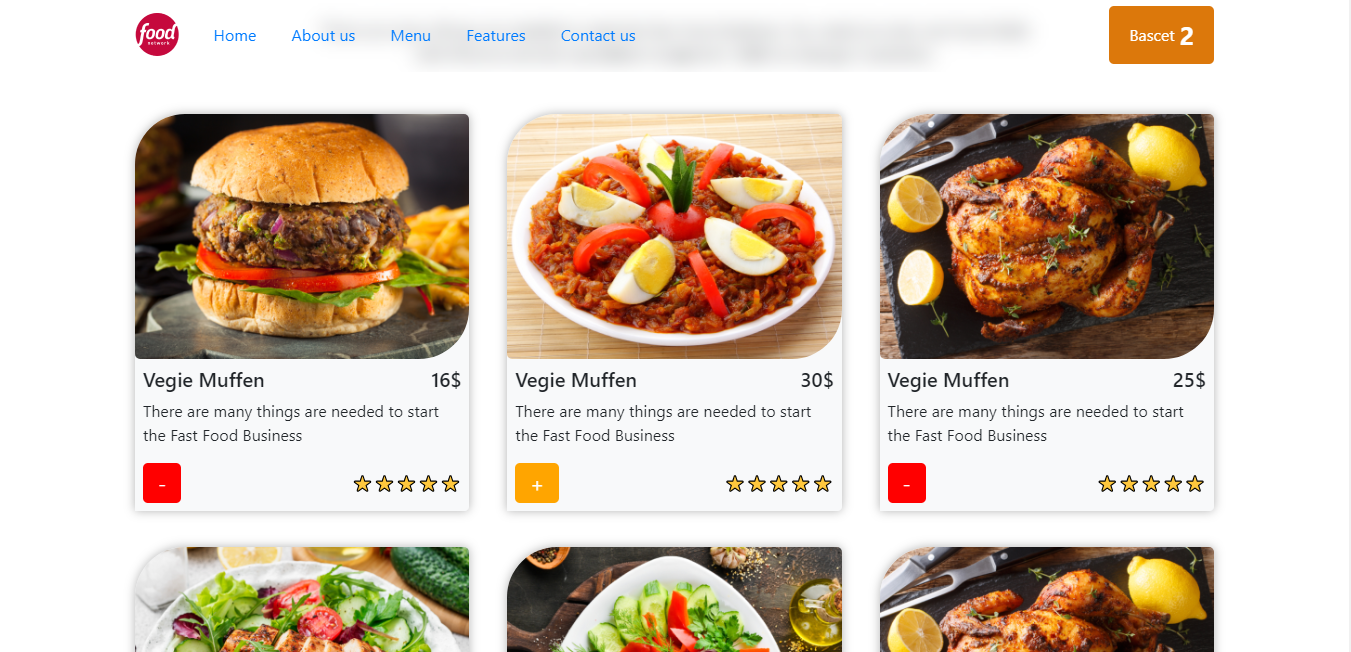 food
network
Home
About us
Menu
Features
Contact us
Bascet 2
Vegie Muffen
16$
There are many things are needed to start
the Fast Food Business
-
Vegie Muffen
30$
There are many things are needed to start
the Fast Food Business
+
Vegie Muffen
25$
There are many things are needed to start
the Fast Food Business
-